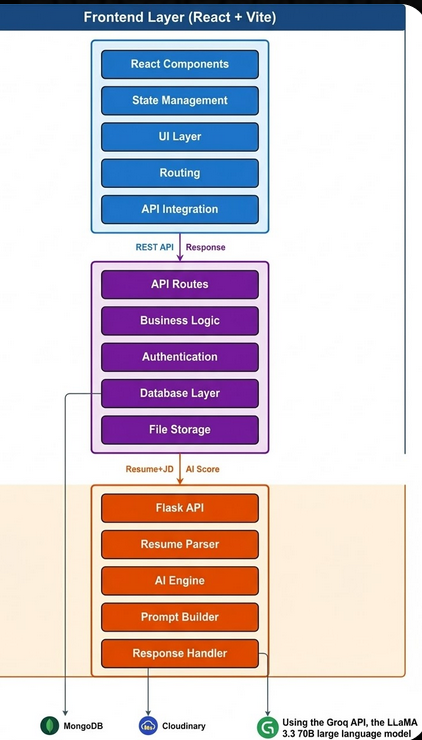 Frontend Layer (React + Vite)
React Components
State Management
UI Layer
Routing
API Integration
REST API Response
API Routes
Business Logic
Authentication
Database Layer
File Storage
Resume+JD AI Score
Flask API
Resume Parser
AI Engine
Prompt Builder
Response Handler
MongoDB
Cloudinary
Using the Groq API, the LLaMA
3.3 70B large language model